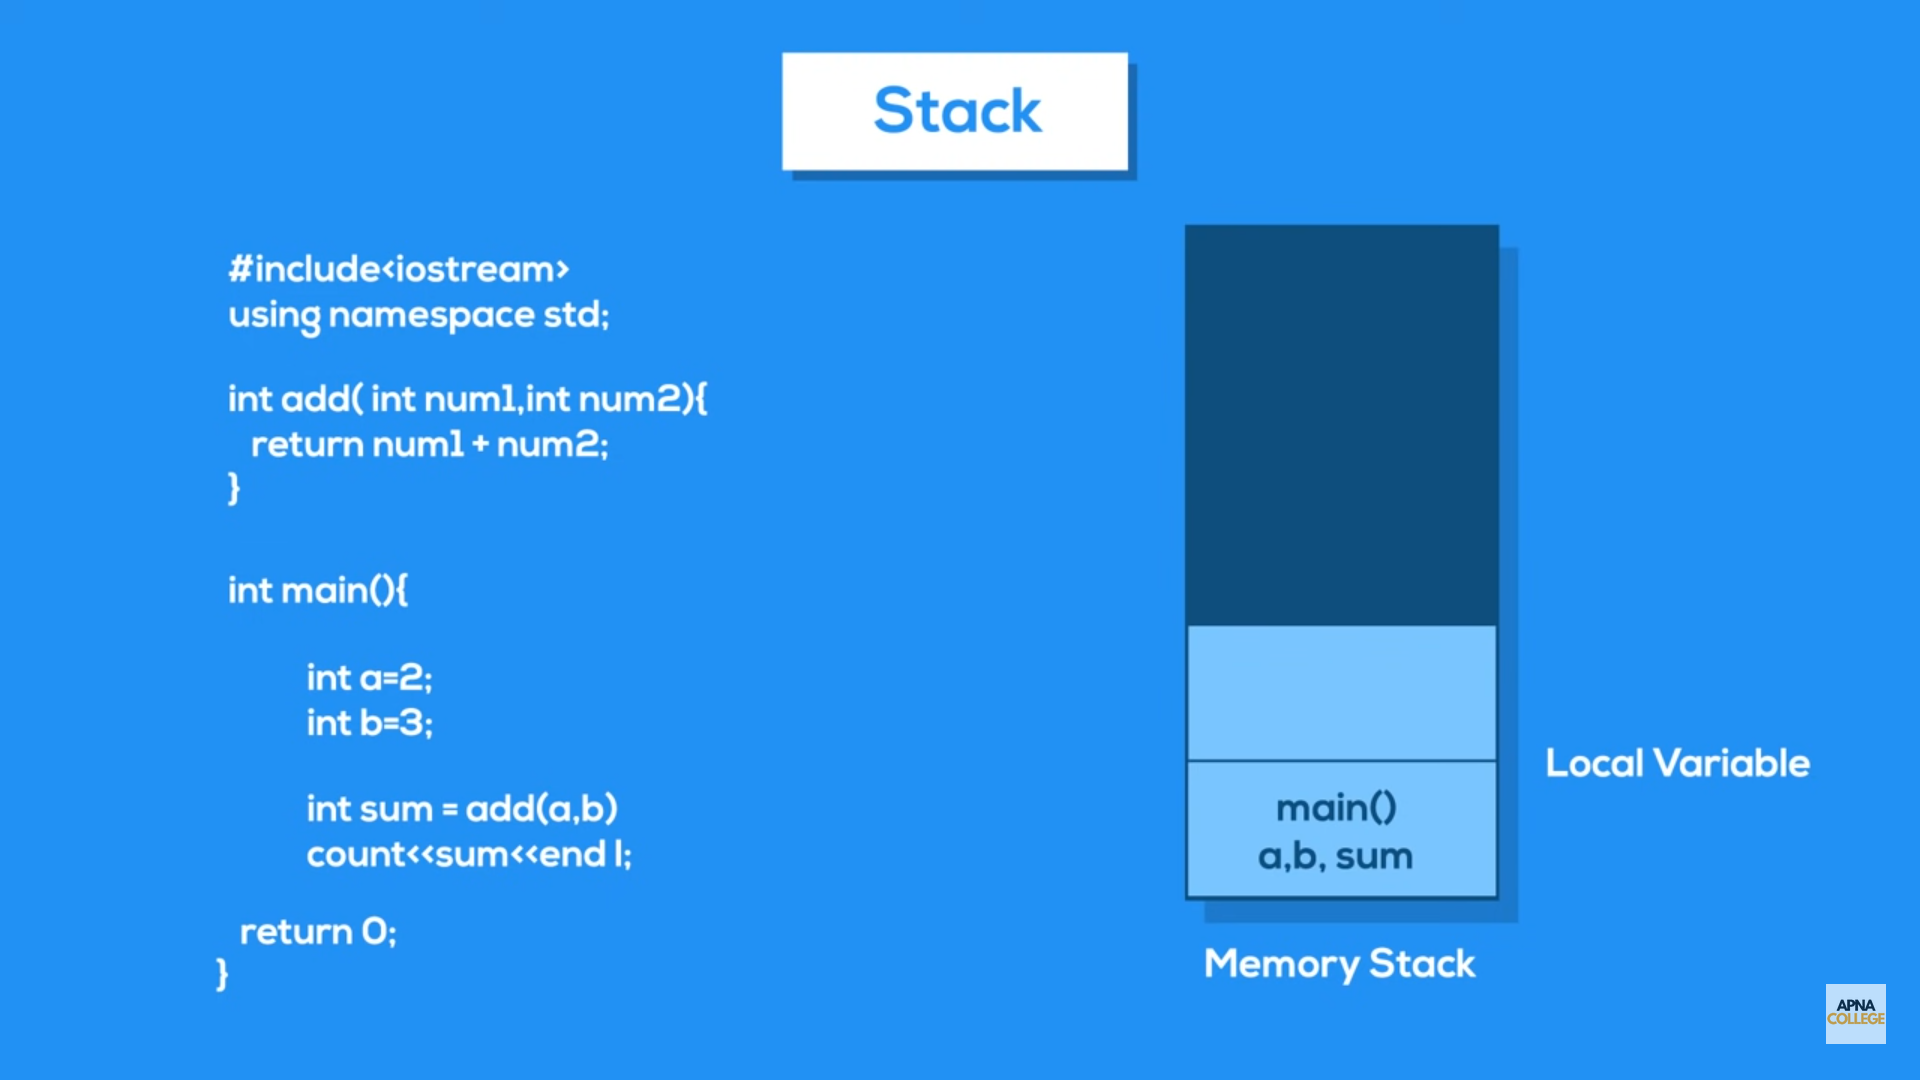 Stack
#include<iostream>
using namespace std;
int add( int num1,int num2){
return num1 + num2;
}
int main(){
int a=2;
int b=3;
int sum = add(a,b)
count<<sum<<end l;
return 0;
}
main()
a,b, sum
Local Variable
Memory Stack
APNA
COLLEGE